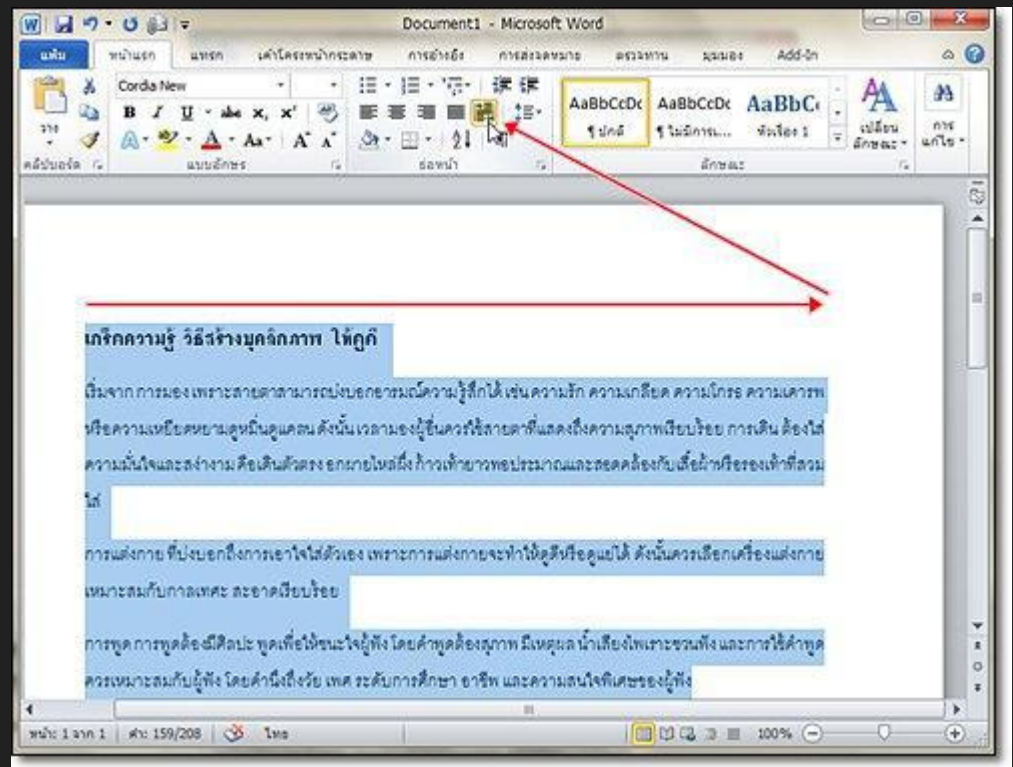 Document1 - Microsoft Word
แฟ้ม หน้าแรก แทรก เค้าโครงหน้ากระดาษ การอ้างอิง การส่งจดหมาย ตรวจทาน มุมมอง Add-In
Cordia New
B I U abc x, x'
AaBbCcDc AaBbCcDc AaBbC
วาง ¶ ปกติ ¶ ไม่มีการเ... หัวเรื่อง 1 เปลี่ยนลักษณะ การแก้ไข
คลิปบอร์ด แบบอักษร ย่อหน้า ลักษณะ
เกร็ดความรู้ วิธีสร้างบุคลิกภาพ ให้ดูดี
เริ่มจาก การมอง เพราะสายตาสามารถบ่งบอกอารมณ์ความรู้สึกได้ เช่น ความรัก ความเกลียด ความโกรธ ความเคารพ
หรือความเหยียดหยามดูหมิ่นดูแคลน ดังนั้น เวลามองผู้อื่นควรใช้สายตาที่แสดงถึงความสุภาพเรียบร้อย การเดิน ต้องใส่
ความมั่นใจและสง่างาม คือเดินตัวตรง อกผายไหล่ผึ่ง ก้าวเท้ายาวพอประมาณและสอดคล้องกับเสื้อผ้าหรือรองเท้าที่สวม
ใส่
การแต่งกาย ที่บ่งบอกถึงการเอาใจใส่ตัวเอง เพราะการแต่งกายจะทำให้ดูดีหรือดูแย่ได้ ดังนั้นควรเลือกเครื่องแต่งกาย
เหมาะสมกับกาลเทศะ สะอาดเรียบร้อย
การพูด การพูดต้องมีศิลปะ พูดเพื่อให้ชนะใจผู้ฟัง โดยคำพูดต้องสุภาพ มีเหตุผล น้ำเสียงไพเราะชวนฟัง และการใช้คำพูด
ควรเหมาะสมกับผู้ฟัง โดยคำนึงถึงวัย เพศ ระดับการศึกษา อาชีพ และความสนใจพิเศษของผู้ฟัง
หน้า: 1 จาก 1 คำ: 159/208 ไทย 100%